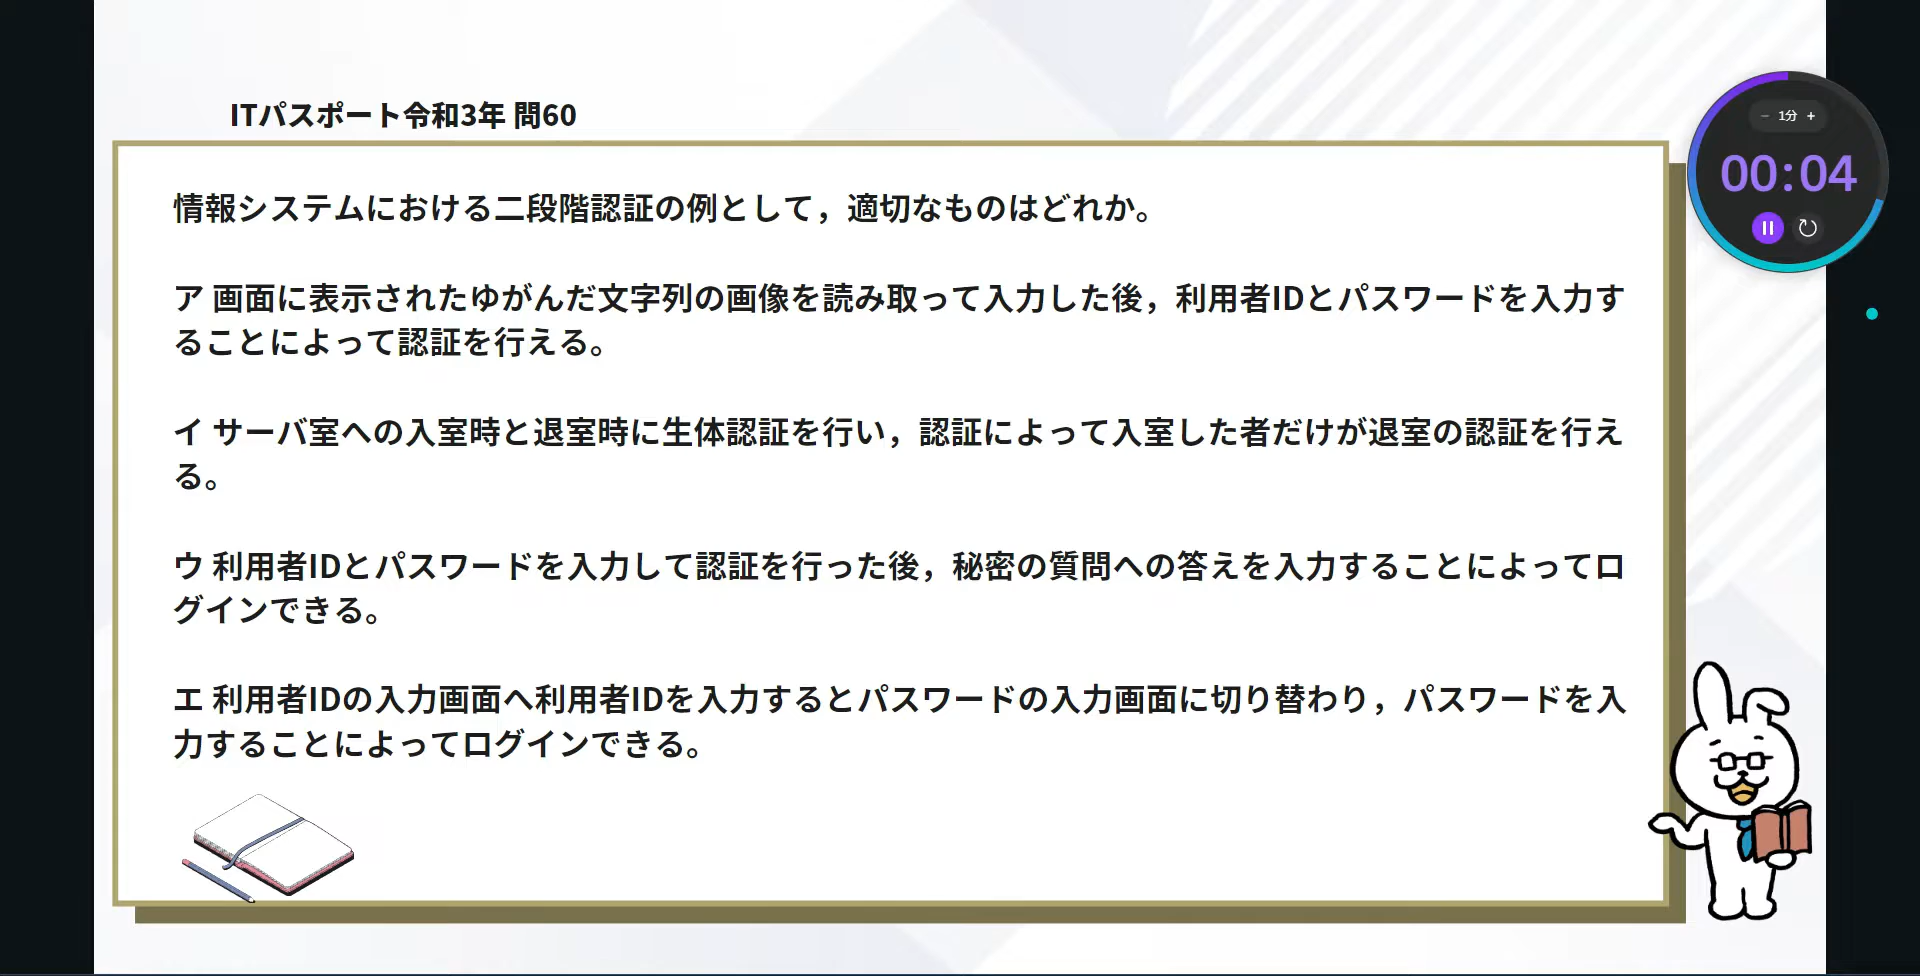 ITパスポート令和3年 問60
− 1分 +
00:04
情報システムにおける二段階認証の例として，適切なものはどれか。
ア 画面に表示されたゆがんだ文字列の画像を読み取って入力した後，利用者IDとパスワードを入力す
ることによって認証を行える。
イ サーバ室への入室時と退室時に生体認証を行い，認証によって入室した者だけが退室の認証を行え
る。
ウ 利用者IDとパスワードを入力して認証を行った後，秘密の質問への答えを入力することによってロ
グインできる。
エ 利用者IDの入力画面へ利用者IDを入力するとパスワードの入力画面に切り替わり，パスワードを入
力することによってログインできる。